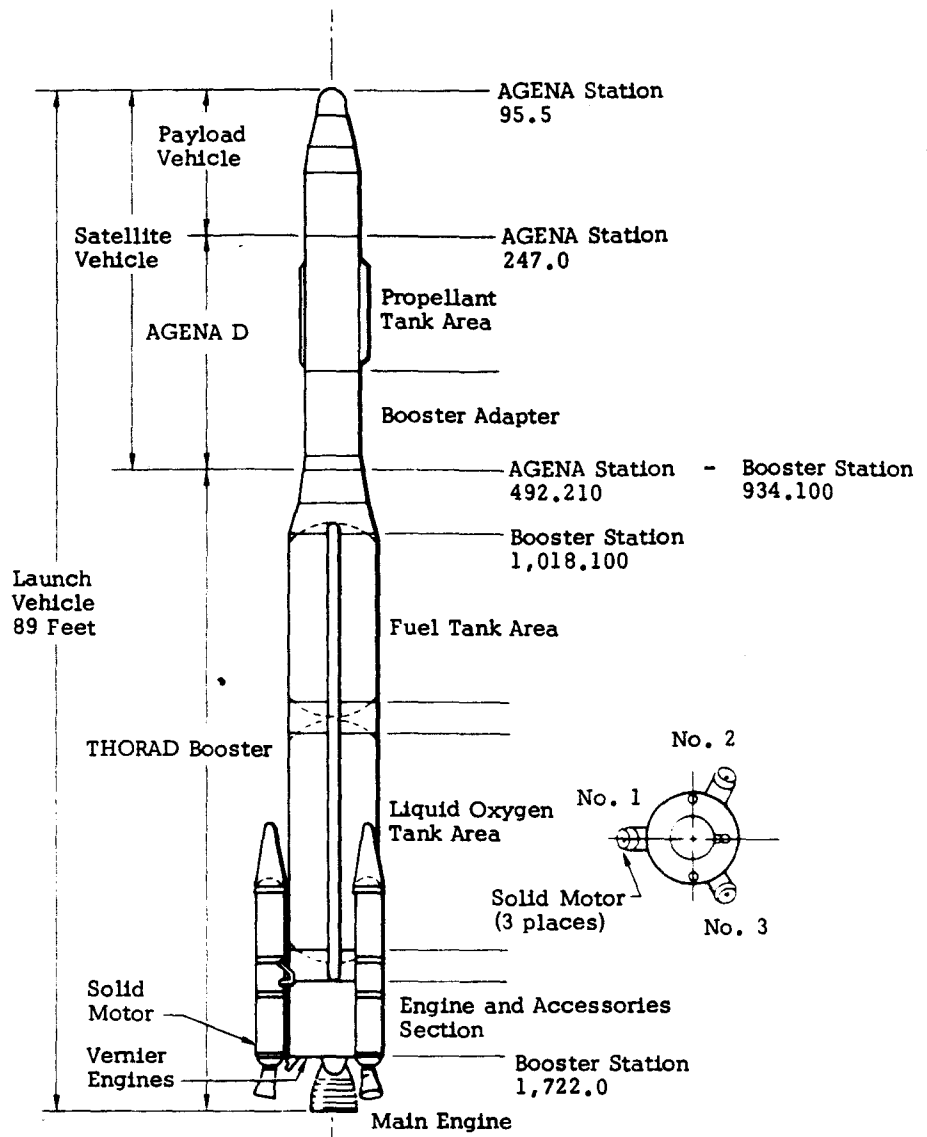 AGENA Station
95.5
Payload
Vehicle
Satellite
Vehicle
AGENA Station
247.0
Propellant
Tank Area
AGENA D
Booster Adapter
AGENA Station - Booster Station
492.210 934.100
Booster Station
1,018.100
Launch
Vehicle
89 Feet
Fuel Tank Area
THORAD Booster
No. 2
No. 1
Liquid Oxygen
Tank Area
Solid Motor
(3 places)
No. 3
Solid
Motor
Engine and Accessories
Section
Vernier
Engines
Booster Station
1,722.0
Main Engine